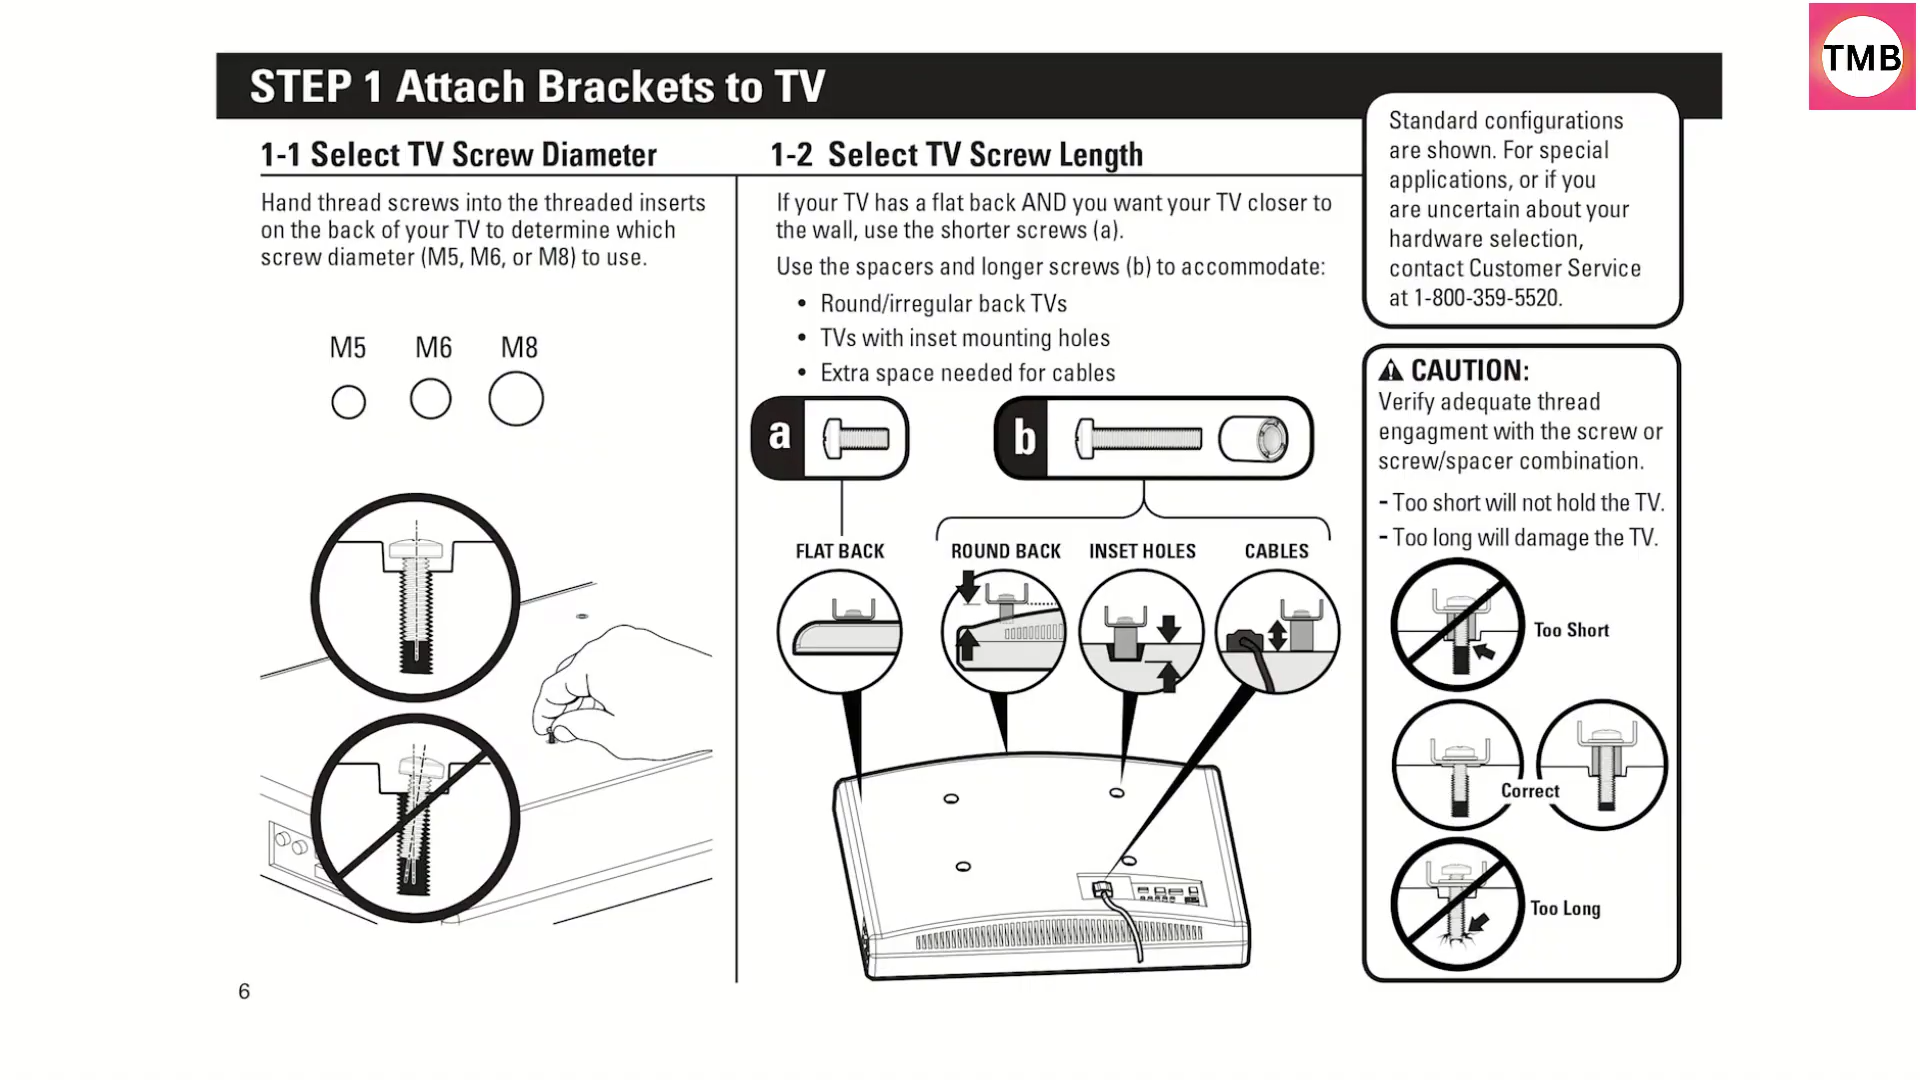 TMB
STEP 1 Attach Brackets to TV
1-1 Select TV Screw Diameter
Hand thread screws into the threaded inserts
on the back of your TV to determine which
screw diameter (M5, M6, or M8) to use.
M5 M6 M8
1-2 Select TV Screw Length
If your TV has a flat back AND you want your TV closer to
the wall, use the shorter screws (a).
Use the spacers and longer screws (b) to accommodate:
• Round/irregular back TVs
• TVs with inset mounting holes
• Extra space needed for cables
a b
FLAT BACK ROUND BACK INSET HOLES CABLES
Standard configurations
are shown. For special
applications, or if you
are uncertain about your
hardware selection,
contact Customer Service
at 1-800-359-5520.
CAUTION:
Verify adequate thread
engagment with the screw or
screw/spacer combination.
- Too short will not hold the TV.
- Too long will damage the TV.
Too Short
Correct
Too Long
6